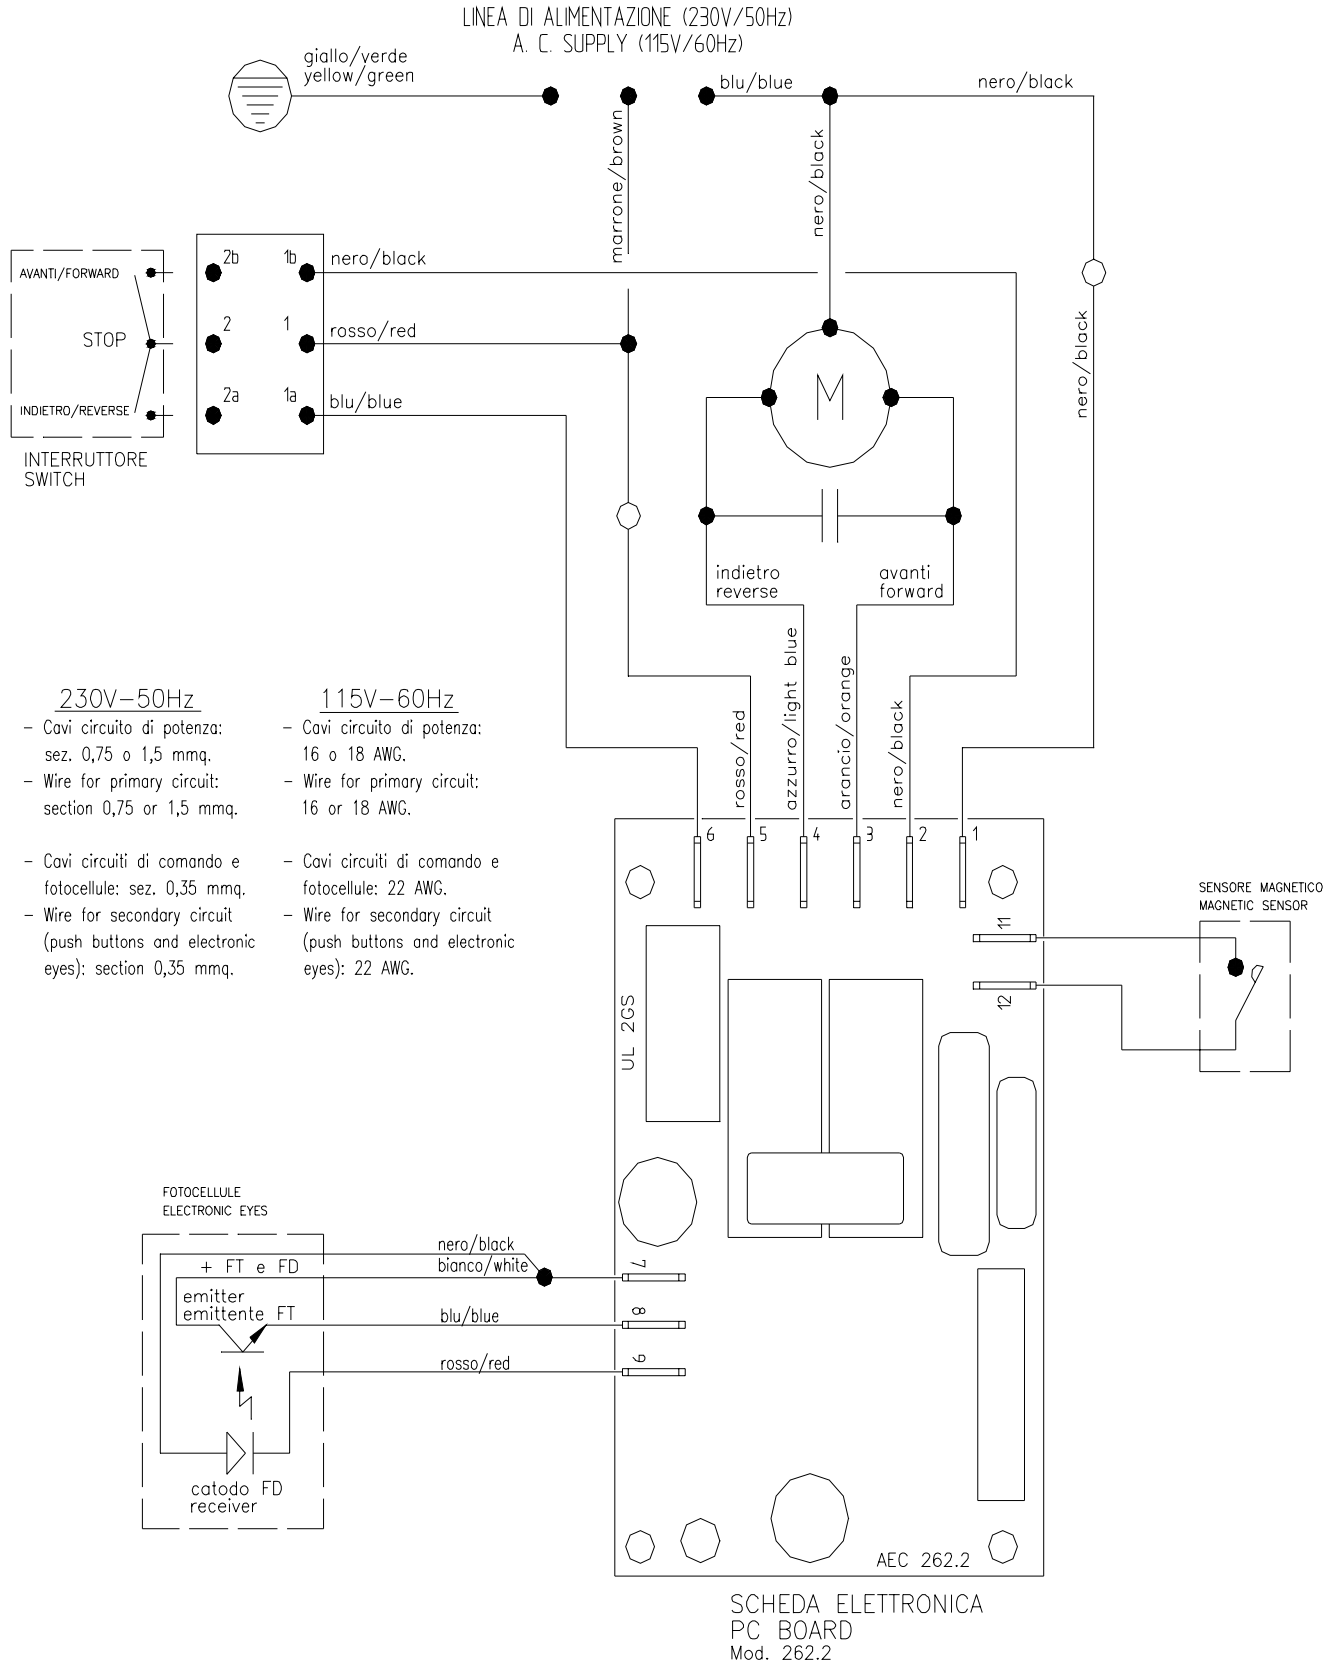 LINEA DI ALIMENTAZIONE (230V/50Hz)
A. C. SUPPLY (115V/60Hz)
giallo/verde
yellow/green
blu/blue
nero/black
marrone/brown
nero/black
2b
1b
nero/black
AVANTI/FORWARD
2
1
rosso/red
STOP
2a
1a
blu/blue
INDIETRO/REVERSE
INTERRUTTORE
SWITCH
M
nero/black
indietro
reverse
avanti
forward
230V-50Hz
- Cavi circuito di potenza:
sez. 0,75 o 1,5 mmq.
- Wire for primary circuit:
section 0,75 or 1,5 mmq.
- Cavi circuiti di comando e
fotocellule: sez. 0,35 mmq.
- Wire for secondary circuit
(push buttons and electronic
eyes): section 0,35 mmq.
115V-60Hz
- Cavi circuito di potenza:
16 o 18 AWG.
- Wire for primary circuit:
16 or 18 AWG.
- Cavi circuiti di comando e
fotocellule: 22 AWG.
- Wire for secondary circuit
(push buttons and electronic
eyes): 22 AWG.
rosso/red
azzurro/light blue
arancio/orange
nero/black
6
5
4
3
2
1
11
12
SENSORE MAGNETICO
MAGNETIC SENSOR
UL 2GS
FOTOCELLULE
ELECTRONIC EYES
nero/black
+ FT e FD
bianco/white
7
emitter
emittente FT
blu/blue
8
rosso/red
9
catodo FD
receiver
AEC 262.2
SCHEDA ELETTRONICA
PC BOARD
Mod. 262.2